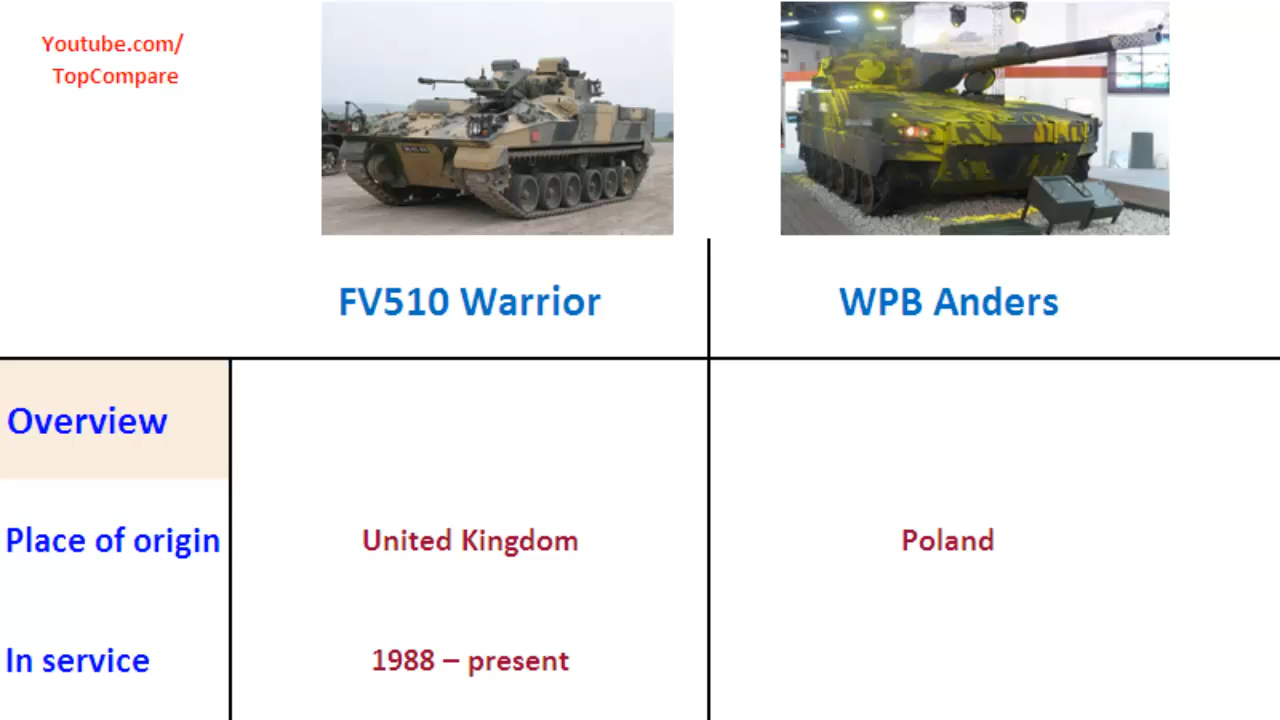 Youtube.com/
TopCompare
FV510 Warrior
WPB Anders
Overview
Place of origin
United Kingdom
Poland
In service
1988 – present